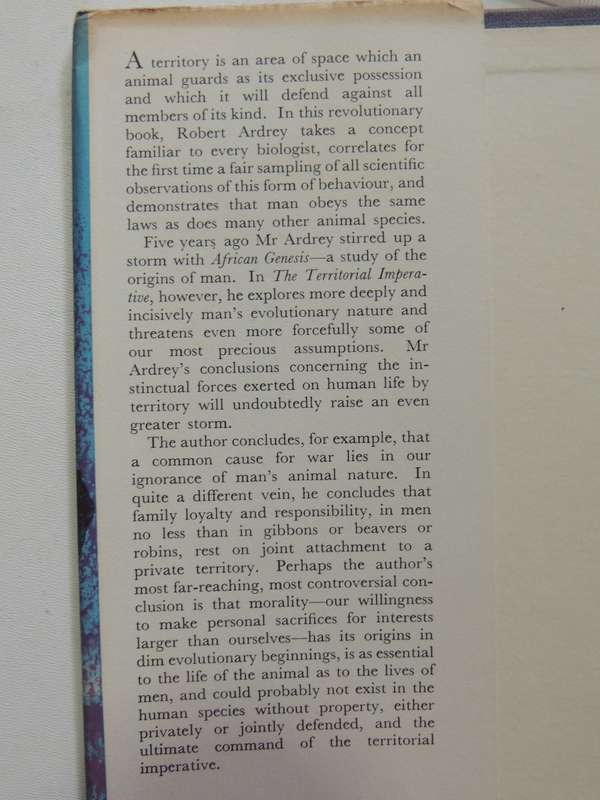 A territory is an area of space which an
animal guards as its exclusive possession
and which it will defend against all
members of its kind. In this revolutionary
book, Robert Ardrey takes a concept
familiar to every biologist, correlates for
the first time a fair sampling of all scientific
observations of this form of behaviour, and
demonstrates that man obeys the same
laws as does many other animal species.
Five years ago Mr Ardrey stirred up a
storm with African Genesis—a study of the
origins of man. In The Territorial Impera-
tive, however, he explores more deeply and
incisively man's evolutionary nature and
threatens even more forcefully some of
our most precious assumptions. Mr
Ardrey's conclusions concerning the in-
stinctual forces exerted on human life by
territory will undoubtedly raise an even
greater storm.
The author concludes, for example, that
a common cause for war lies in our
ignorance of man's animal nature. In
quite a different vein, he concludes that
family loyalty and responsibility, in men
no less than in gibbons or beavers or
robins, rest on joint attachment to a
private territory. Perhaps the author's
most far-reaching, most controversial con-
clusion is that morality—our willingness
to make personal sacrifices for interests
larger than ourselves—has its origins in
dim evolutionary beginnings, is as essential
to the life of the animal as to the lives of
men, and could probably not exist in the
human species without property, either
privately or jointly defended, and the
ultimate command of the territorial
imperative.